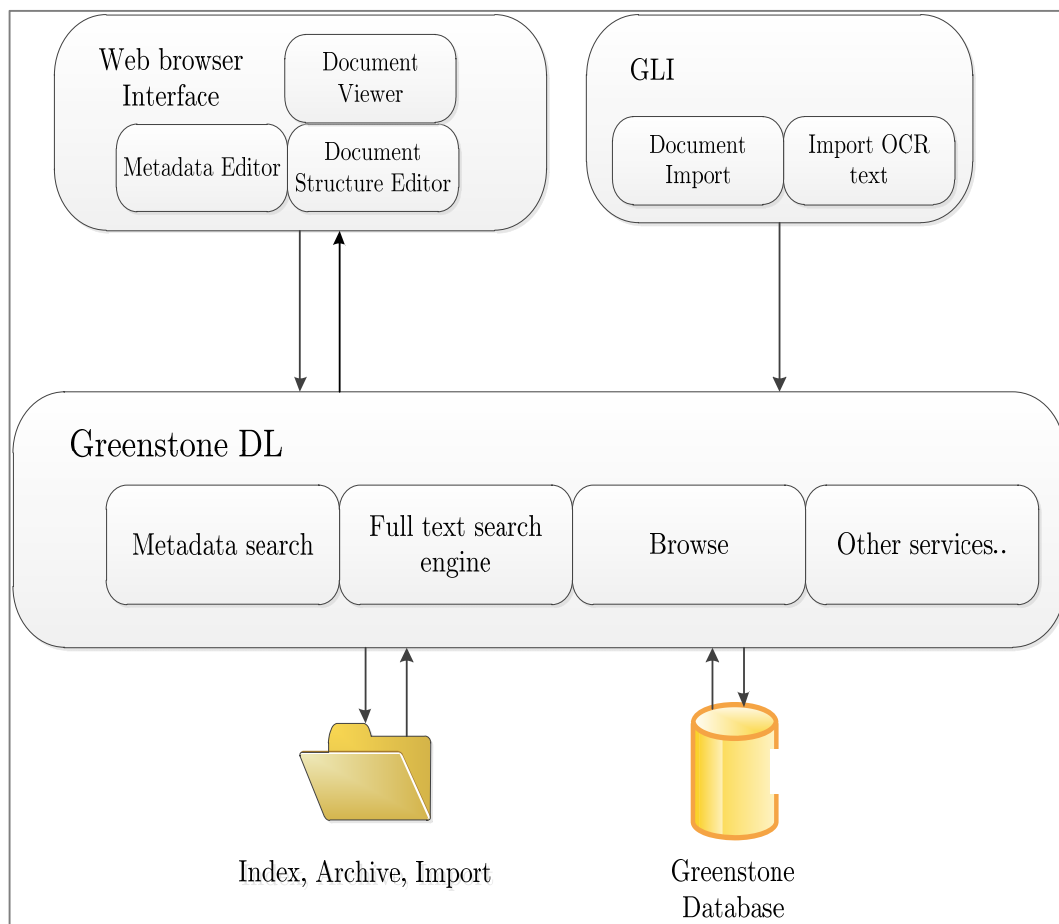 Web browser
Interface
Document
Viewer
Metadata Editor
Document
Structure Editor
GLI
Document
Import
Import OCR
text
Greenstone DL
Metadata search
Full text search
engine
Browse
Other services..
Index, Archive, Import
Greenstone
Database